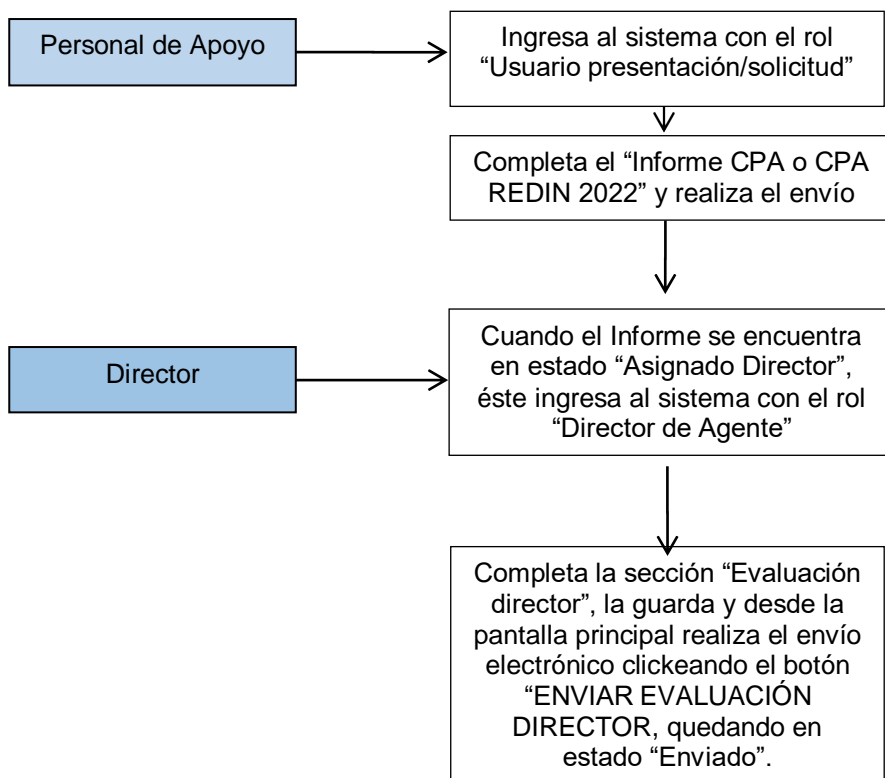 Personal de Apoyo
Ingresa al sistema con el rol
“Usuario presentación/solicitud”
Completa el “Informe CPA o CPA
REDIN 2022” y realiza el envío
Director
Cuando el Informe se encuentra
en estado “Asignado Director”,
éste ingresa al sistema con el rol
“Director de Agente”
Completa la sección “Evaluación
director”, la guarda y desde la
pantalla principal realiza el envío
electrónico clickeando el botón
“ENVIAR EVALUACIÓN
DIRECTOR, quedando en
estado “Enviado”.